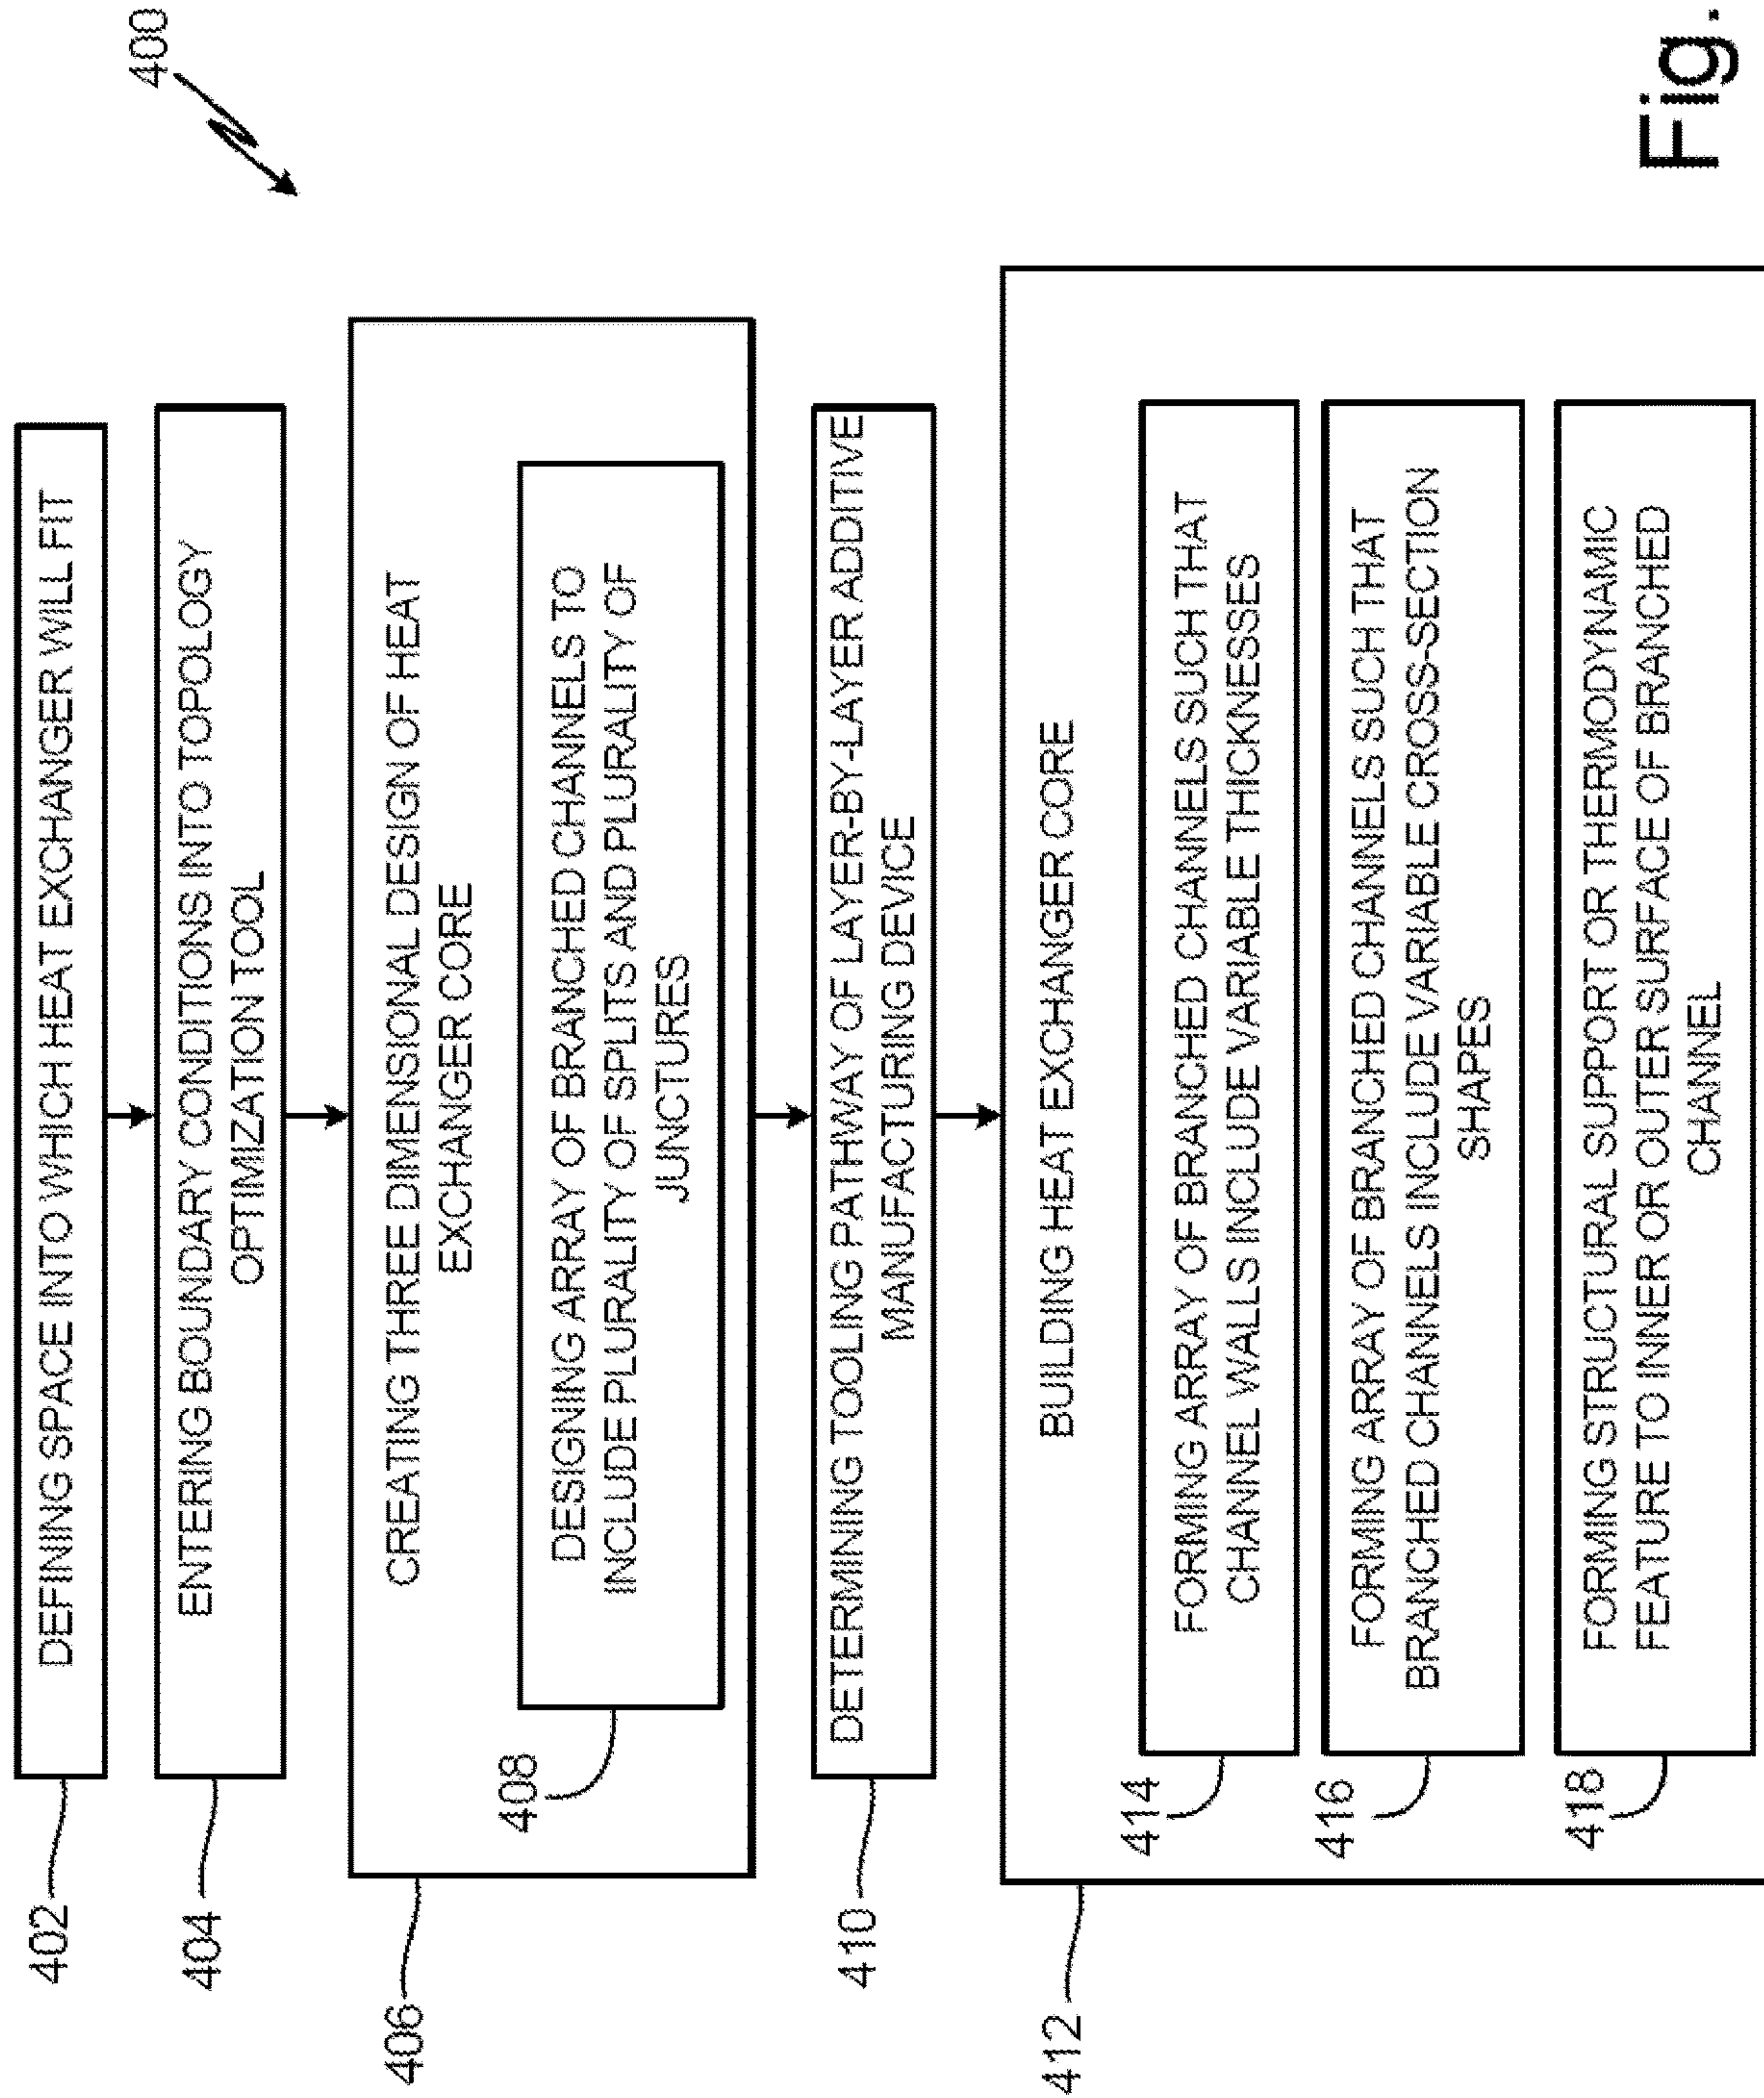 400
402
DEFINING SPACE INTO WHICH HEAT EXCHANGER WILL FIT
404
ENTERING BOUNDARY CONDITIONS INTO TOPOLOGY
OPTIMIZATION TOOL
406
CREATING THREE DIMENSIONAL DESIGN OF HEAT
EXCHANGER CORE
408
DESIGNING ARRAY OF BRANCHED CHANNELS TO
INCLUDE PLURALITY OF SPLITS AND PLURALITY OF
JUNCTURES
410
DETERMINING TOOLING PATHWAY OF LAYER-BY-LAYER ADDITIVE
MANUFACTURING DEVICE
412
BUILDING HEAT EXCHANGER CORE
414
FORMING ARRAY OF BRANCHED CHANNELS SUCH THAT
CHANNEL WALLS INCLUDE VARIABLE THICKNESSES
416
FORMING ARRAY OF BRANCHED CHANNELS SUCH THAT
BRANCHED CHANNELS INCLUDE VARIABLE CROSS-SECTION
SHAPES
418
FORMING STRUCTURAL SUPPORT OR THERMODYNAMIC
FEATURE TO INNER OR OUTER SURFACE OF BRANCHED
CHANNEL
Fig.